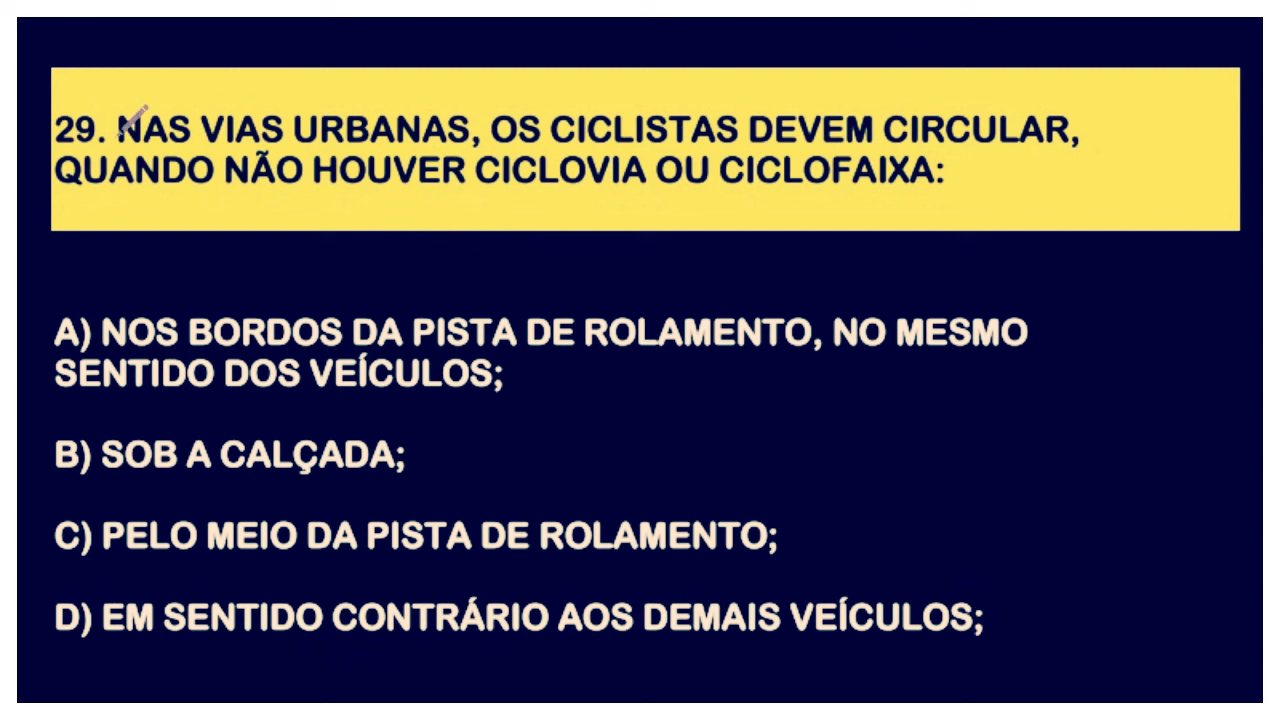 29. NAS VIAS URBANAS, OS CICLISTAS DEVEM CIRCULAR,
QUANDO NÃO HOUVER CICLOVIA OU CICLOFAIXA:
A) NOS BORDOS DA PISTA DE ROLAMENTO, NO MESMO
SENTIDO DOS VEÍCULOS;
B) SOB A CALÇADA;
C) PELO MEIO DA PISTA DE ROLAMENTO;
D) EM SENTIDO CONTRÁRIO AOS DEMAIS VEÍCULOS;